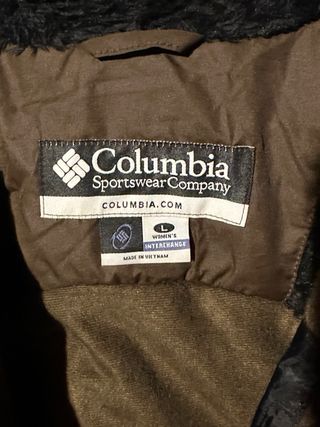 Columbia
Sportswear Company
COLUMBIA.COM
L
WOMEN'S
INTERCHANGE
MADE IN VIETNAM